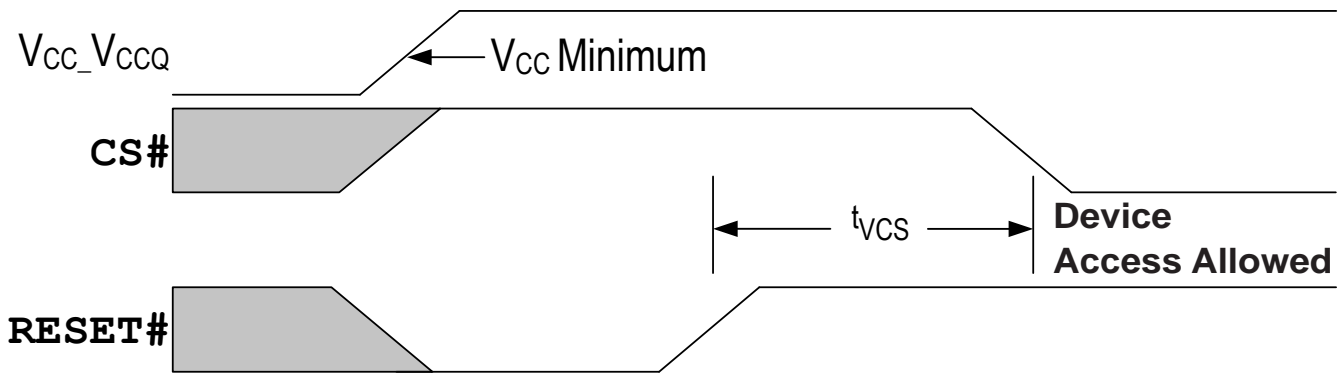 VCC_VCCQ
VCC Minimum
CS#
tVCS
Device
Access Allowed
RESET#